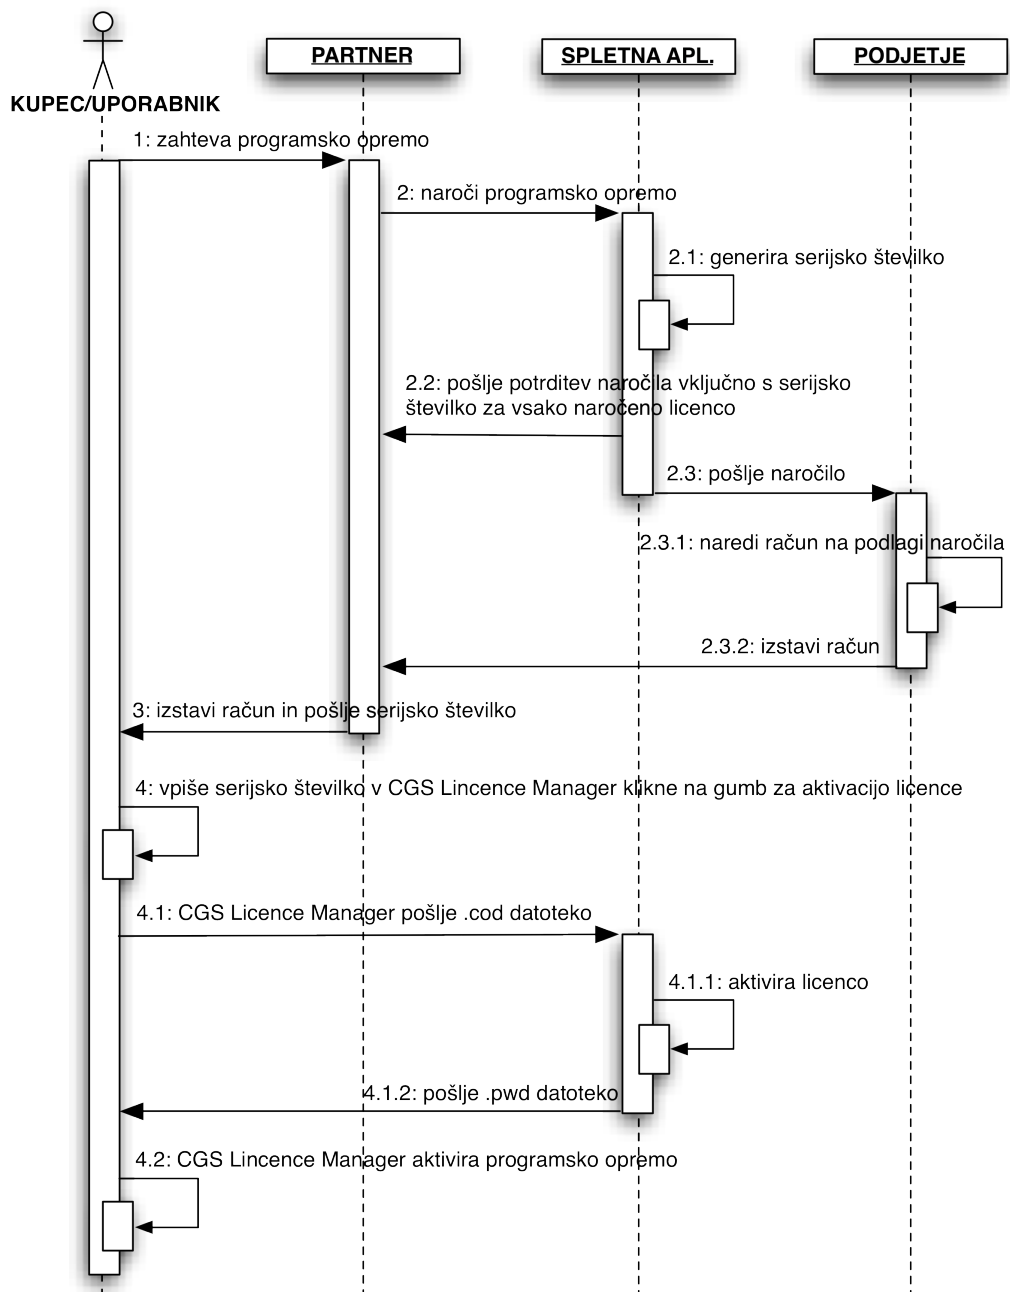 PARTNER
SPLETNA APL.
PODJETJE
KUPEC/UPORABNIK
1: zahteva programsko opremo
2: naroči programsko opremo
2.1: generira serijsko številko
2.2: pošlje potrditev naročila vključno s serijsko
številko za vsako naročeno licenco
2.3: pošlje naročilo
2.3.1: naredi račun na podlagi naročila
2.3.2: izstavi račun
3: izstavi račun in pošlje serijsko številko
4: vpiše serijsko številko v CGS Lincence Manager klikne na gumb za aktivacijo licence
4.1: CGS Licence Manager pošlje .cod datoteko
4.1.1: aktivira licenco
4.1.2: pošlje .pwd datoteko
4.2: CGS Lincence Manager aktivira programsko opremo